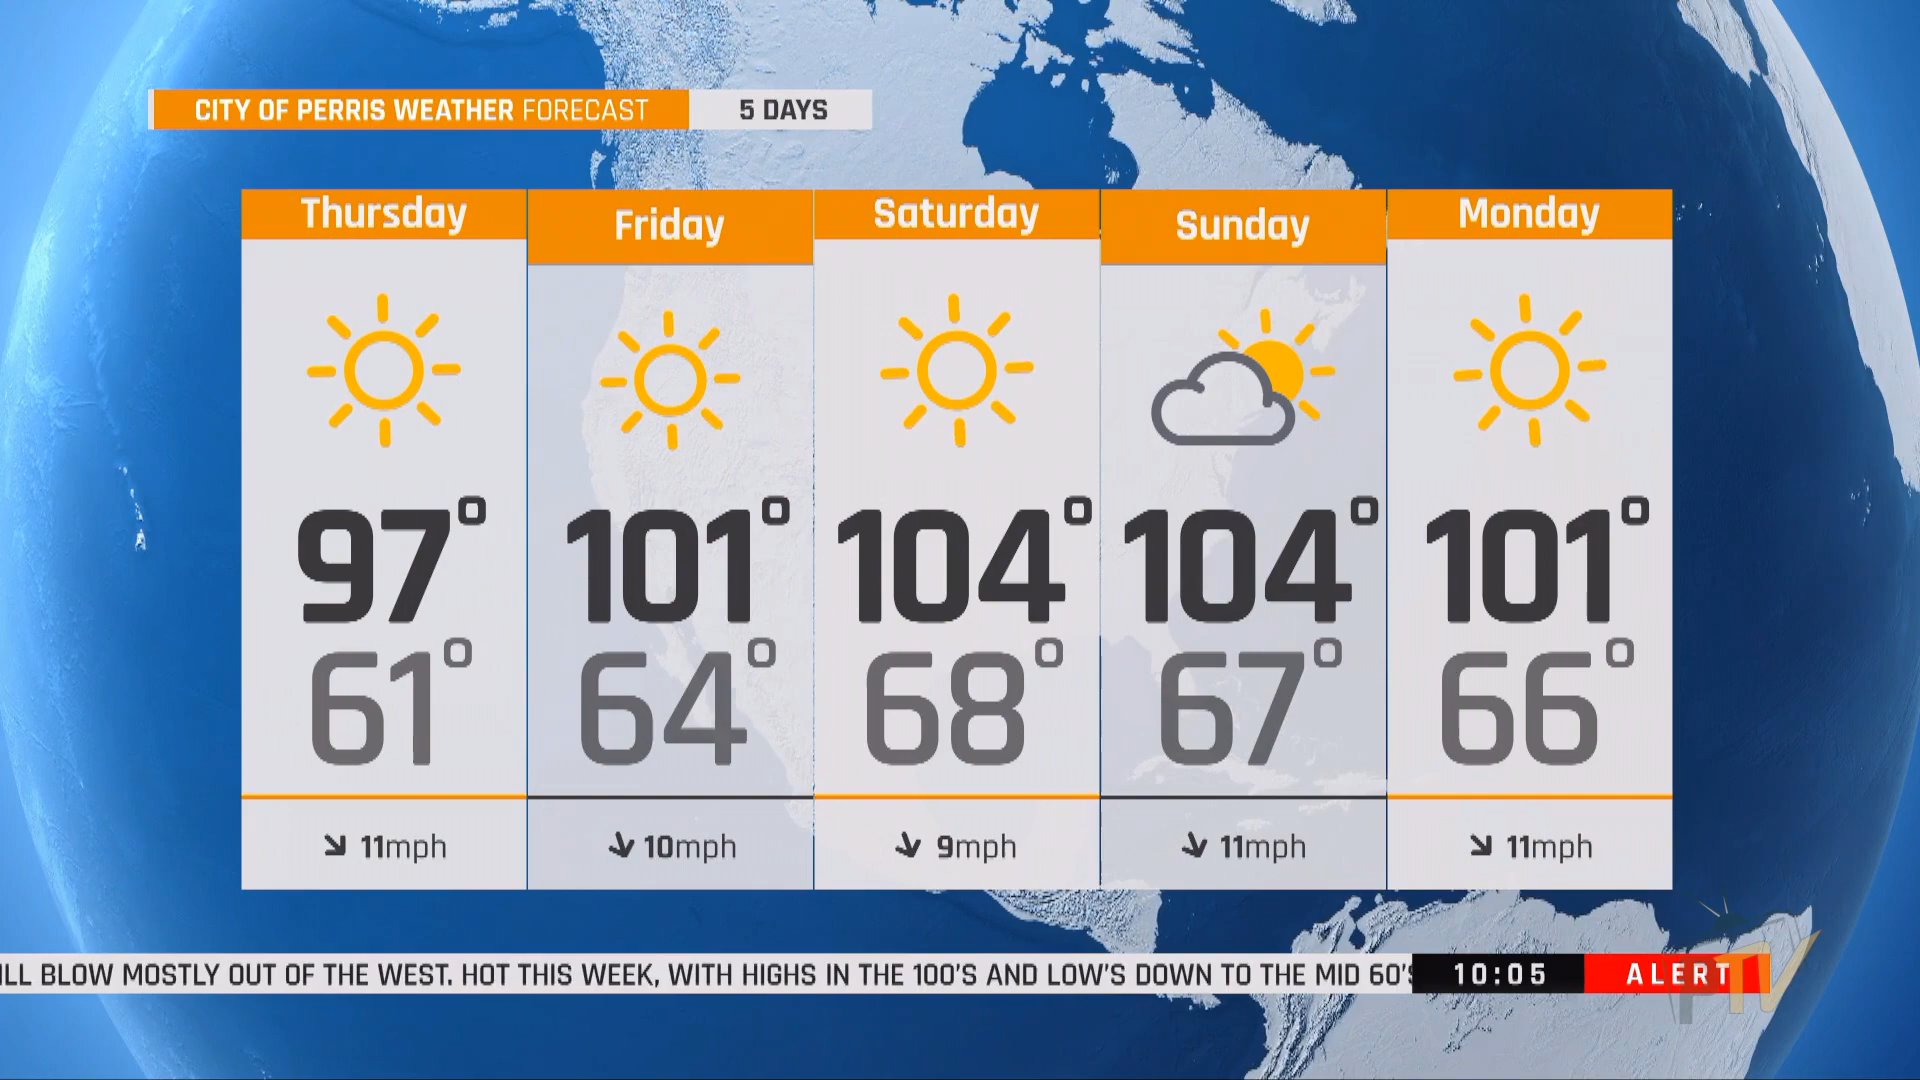 CITY OF PERRIS WEATHER FORECAST 5 DAYS
Thursday Friday Saturday Sunday Monday
97° 101° 104° 104° 101°
61° 64° 68° 67° 66°
11mph 10mph 9mph 11mph 11mph
ILL BLOW MOSTLY OUT OF THE WEST. HOT THIS WEEK, WITH HIGHS IN THE 100'S AND LOW'S DOWN TO THE MID 60'S 10:05 ALERT
PTV